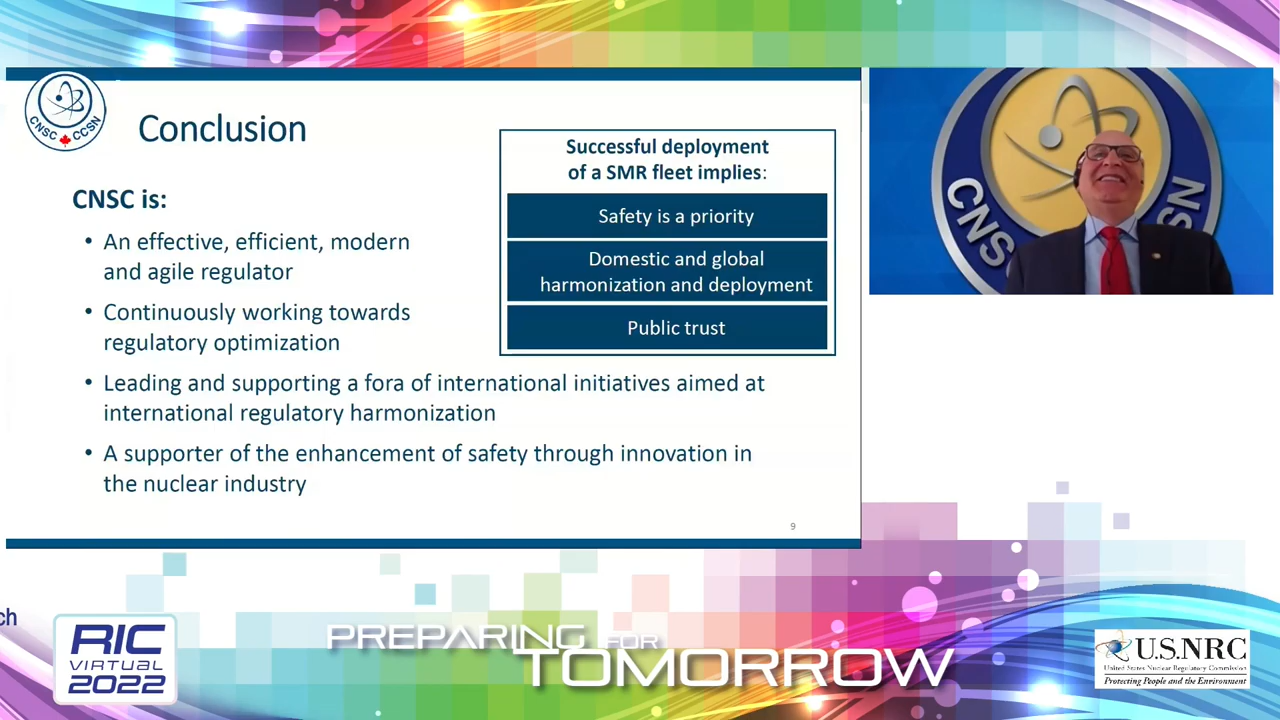 CNSC CCSN
Conclusion
CNSC is:
• An effective, efficient, modern
and agile regulator
• Continuously working towards
regulatory optimization
• Leading and supporting a fora of international initiatives aimed at
international regulatory harmonization
• A supporter of the enhancement of safety through innovation in
the nuclear industry
Successful deployment
of a SMR fleet implies:
Safety is a priority
Domestic and global
harmonization and deployment
Public trust
9
CNS
SN
ch
RIC
VIRTUAL
2022
PREPARING FOR
TOMORROW
U.S.NRC
United States Nuclear Regulatory Commission
Protecting People and the Environment